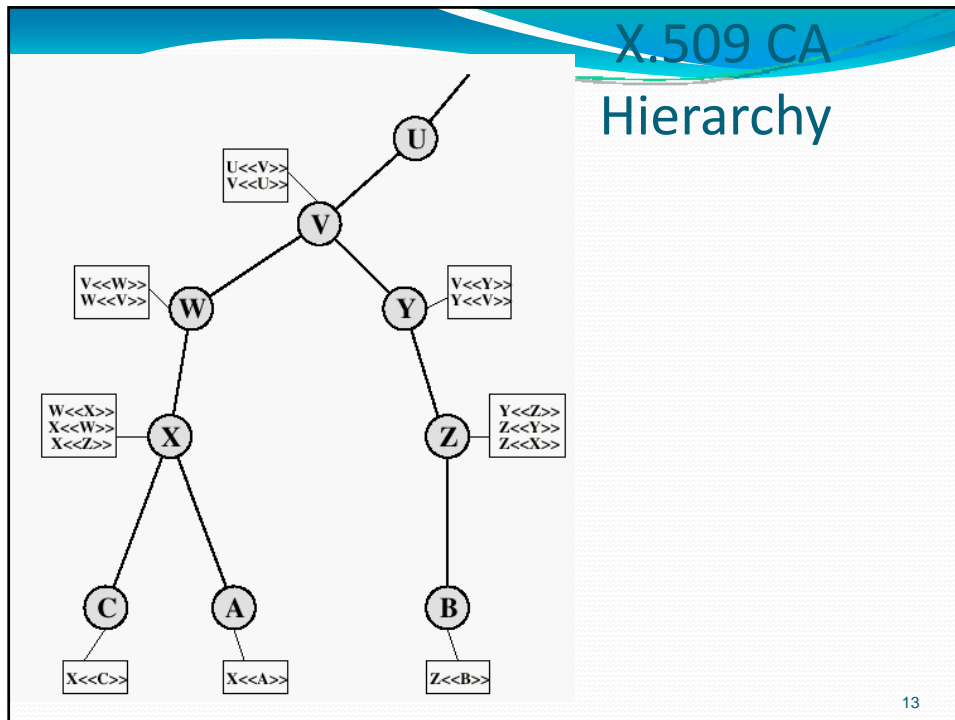 X.509 CA
Hierarchy
U
U<<V>>
V<<U>>
V
V<<W>>
W<<V>>
W
Y
V<<Y>>
Y<<V>>
W<<X>>
X<<W>>
X<<Z>>
X
Z
Y<<Z>>
Z<<Y>>
Z<<X>>
C
A
B
X<<C>>
X<<A>>
Z<<B>>
13